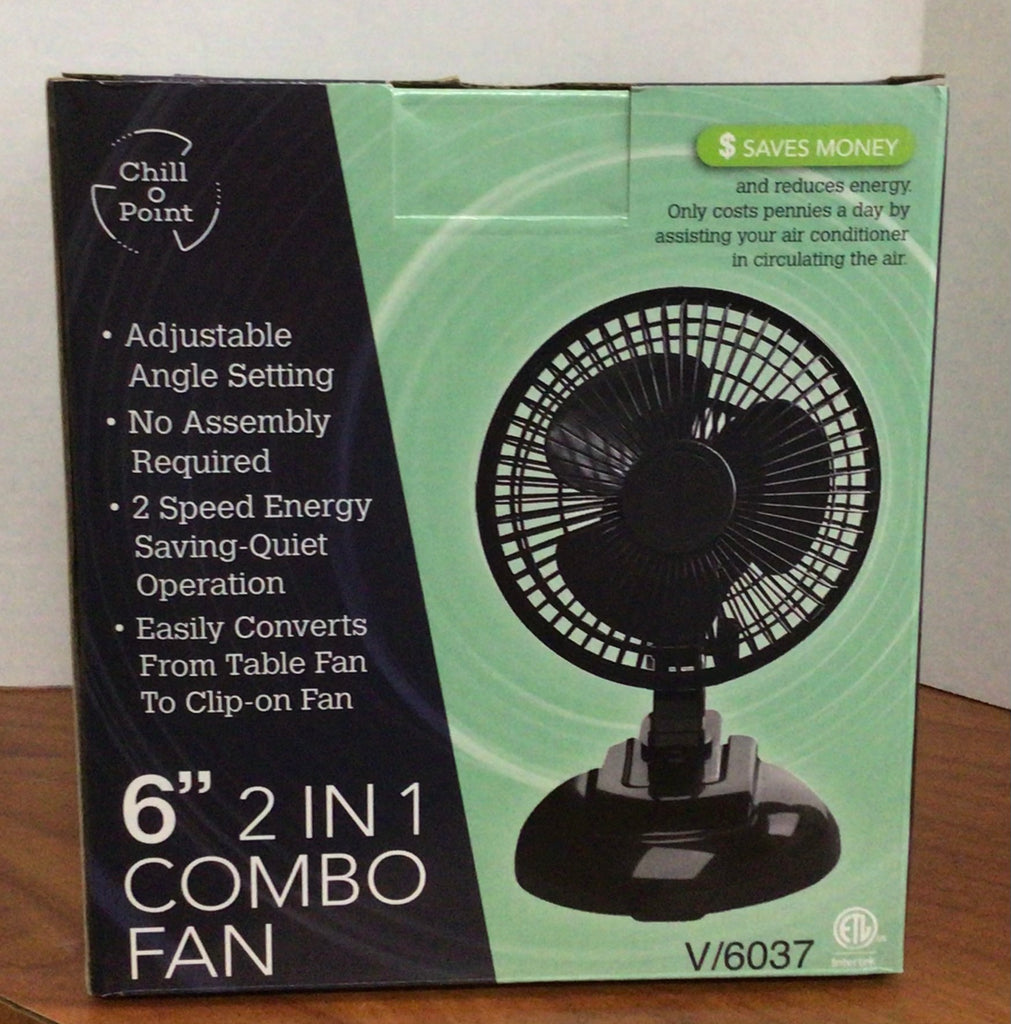 Chill
O
Point
$ SAVES MONEY
and reduces energy.
Only costs pennies a day by
assisting your air conditioner
in circulating the air.
• Adjustable
Angle Setting
• No Assembly
Required
• 2 Speed Energy
Saving-Quiet
Operation
• Easily Converts
From Table Fan
To Clip-on Fan
6” 2 IN 1
COMBO
FAN
V/6037
ETL
Intertek